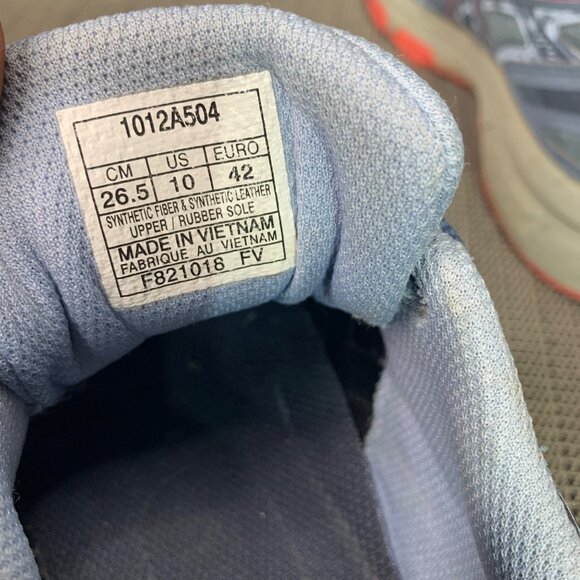 1012A504
CM US EURO
26.5 10 42
SYNTHETIC FIBER & SYNTHETIC LEATHER
UPPER / RUBBER SOLE
MADE IN VIETNAM
FABRIQUE AU VIETNAM
F821018 FV